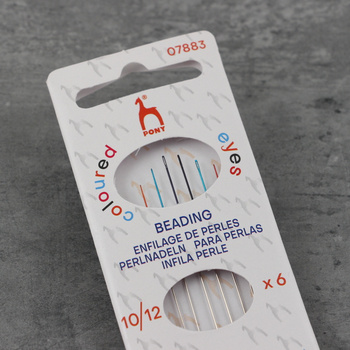 07883
PONY
coloured eyes
BEADING
ENFILAGE DE PERLES
PERLNADELN PARA PERLAS
INFILA PERLE
10/12 x 6